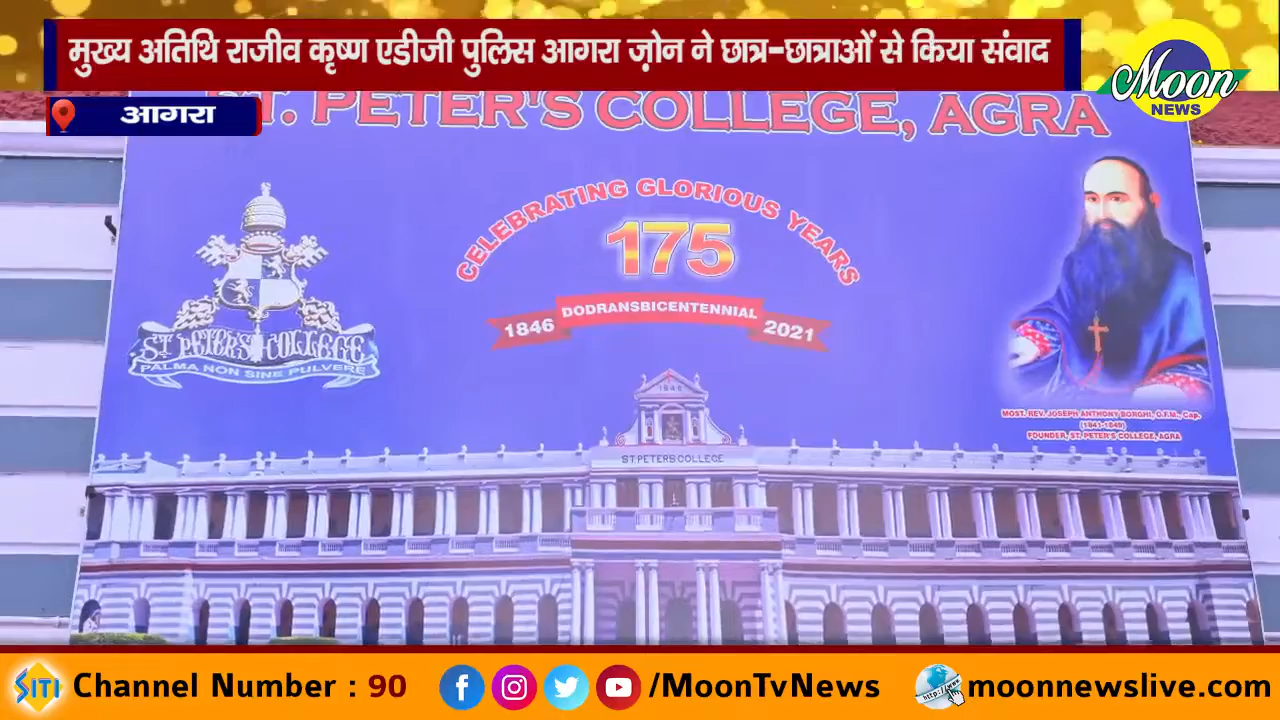 मुख्य अतिथि राजीव कृष्ण एडीजी पुलिस आगरा ज़ोन ने छात्र-छात्राओं से किया संवाद
Moon
NEWS
आगरा
ST. PETER'S COLLEGE, AGRA
CELEBRATING GLORIOUS YEARS
175
1846 DODRANSBICENTENNIAL 2021
ST. PETERS COLLEGE
PALMA NON SINE PULVERE
MOST. REV. JOSEPH ANTHONY BORGHI, O.F.M., Cap.
(1841-1849)
FOUNDER, ST. PETER'S COLLEGE, AGRA
1846
ST. PETERS COLLEGE
SITI Channel Number : 90 /MoonTvNews http://www moonnewslive.com